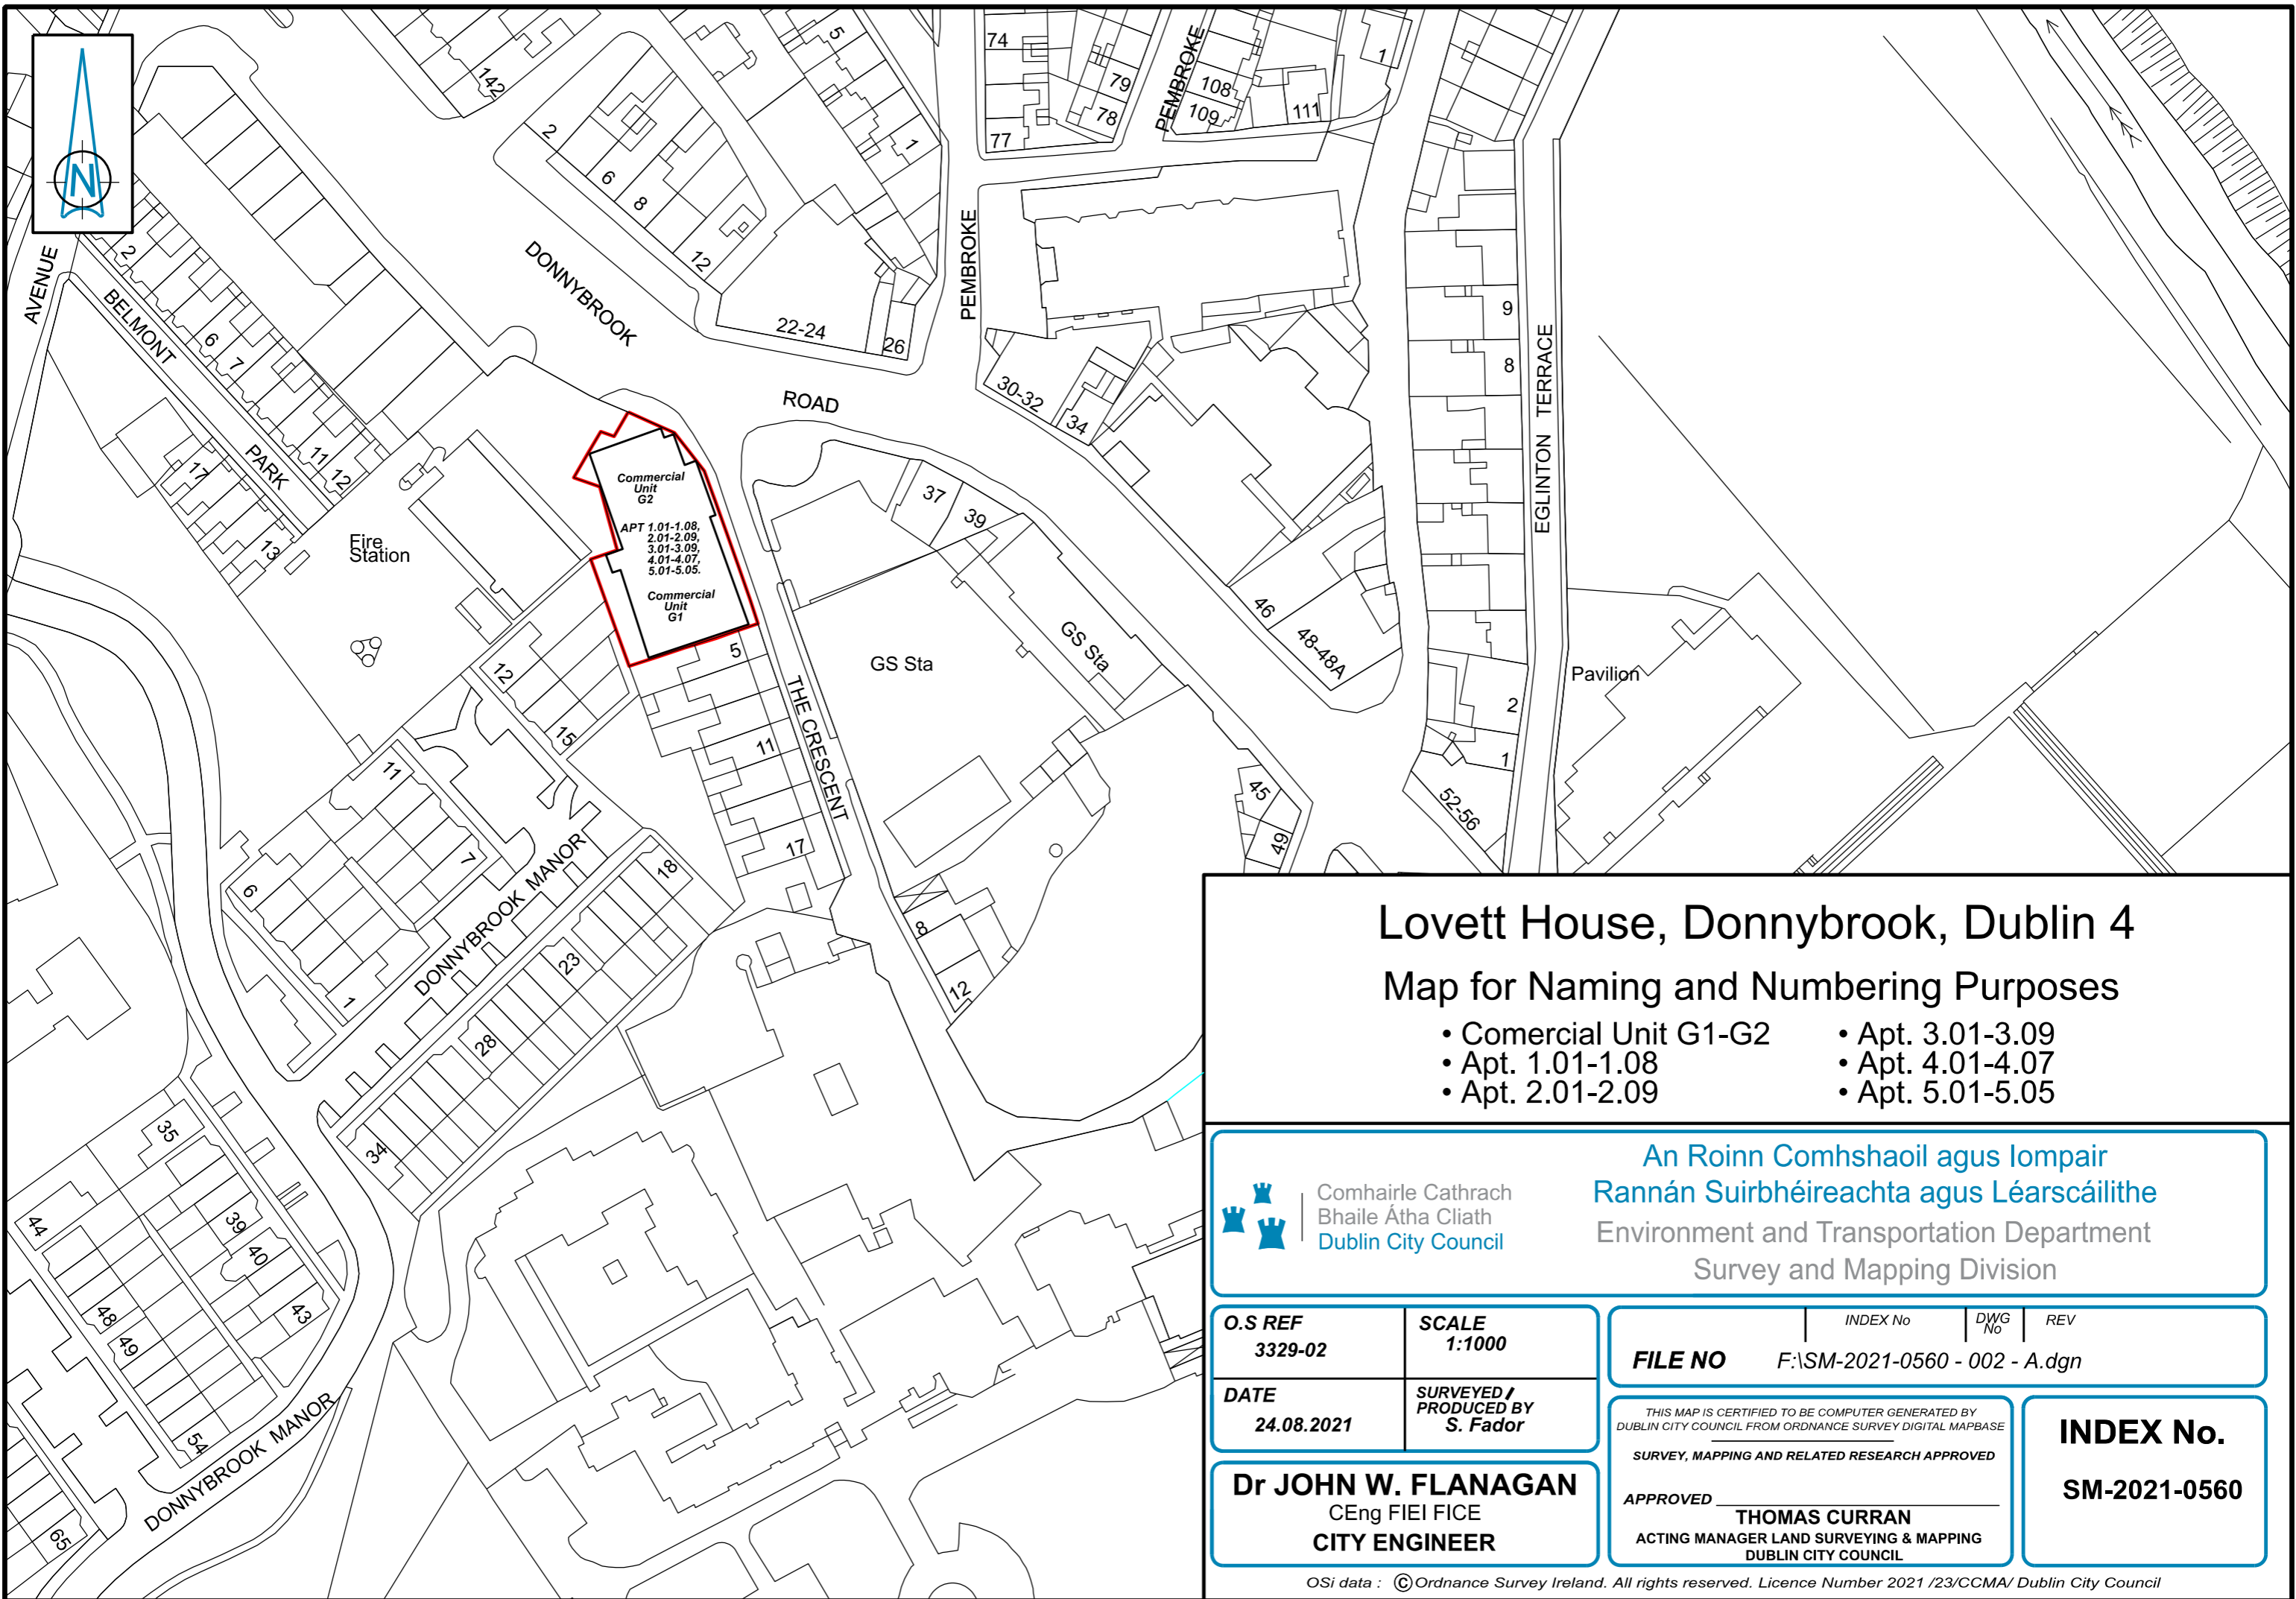 N
142
5
74
79
78
77
PEMBROKE
108
109
111
1
2
6
8
12
1
AVENUE
2
BELMONT
6
7
PARK
11
12
17
13
DONNYBROOK
22-24
26
PEMBROKE
30-32
34
ROAD
9
8
EGLINTON TERRACE
Fire
Station
Commercial
Unit
G2
APT 1.01-1.08,
2.01-2.09,
3.01-3.09,
4.01-4.07,
5.01-5.05.
Commercial
Unit
G1
37
39
GS Sta
GS Sta
46
48-48A
Pavilion
2
1
52-56
45
49
5
THE CRESCENT
11
17
12
15
11
7
6
1
DONNYBROOK MANOR
18
23
28
34
8
12
35
44
39
40
43
48
49
54
65
DONNYBROOK MANOR
Lovett House, Donnybrook, Dublin 4
Map for Naming and Numbering Purposes
• Comercial Unit G1-G2
• Apt. 1.01-1.08
• Apt. 2.01-2.09
• Apt. 3.01-3.09
• Apt. 4.01-4.07
• Apt. 5.01-5.05
Comhairle Cathrach
Bhaile Átha Cliath
Dublin City Council
An Roinn Comhshaoil agus Iompair
Rannán Suirbhéireachta agus Léarscáilithe
Environment and Transportation Department
Survey and Mapping Division
O.S REF
3329-02
SCALE
1:1000
DATE
24.08.2021
SURVEYED /
PRODUCED BY
S. Fador
INDEX No
DWG
No
REV
FILE NO F:\SM-2021-0560 - 002 - A.dgn
Dr JOHN W. FLANAGAN
CEng FIEI FICE
CITY ENGINEER
THIS MAP IS CERTIFIED TO BE COMPUTER GENERATED BY
DUBLIN CITY COUNCIL FROM ORDNANCE SURVEY DIGITAL MAPBASE
SURVEY, MAPPING AND RELATED RESEARCH APPROVED
APPROVED
THOMAS CURRAN
ACTING MANAGER LAND SURVEYING & MAPPING
DUBLIN CITY COUNCIL
INDEX No.
SM-2021-0560
OSi data : © Ordnance Survey Ireland. All rights reserved. Licence Number 2021 /23/CCMA/ Dublin City Council